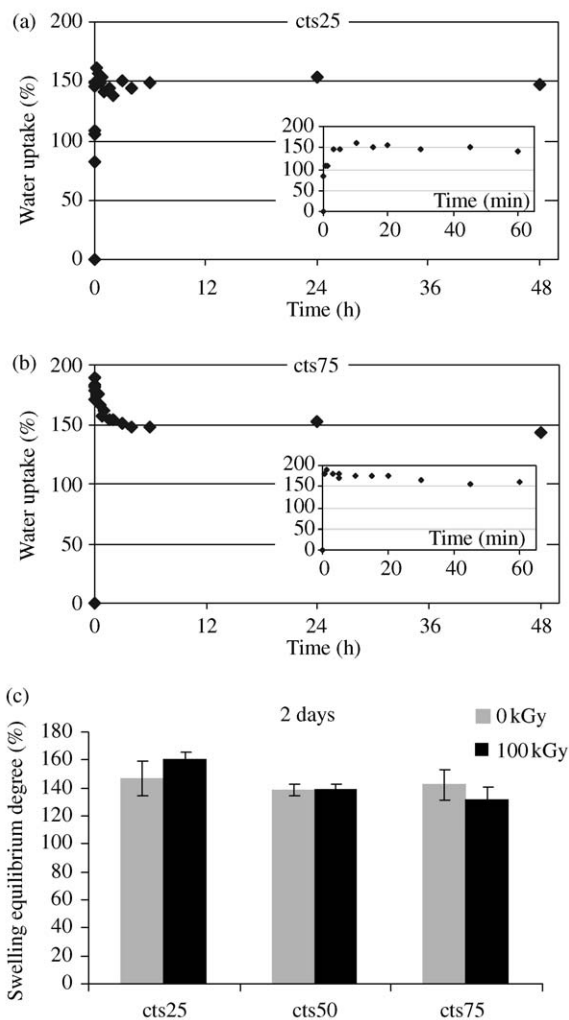 (a)
cts25
Water uptake (%)
200
150
100
50
0
0 12 24 36 48
Time (h)
200
150
100
50
0
Time (min)
0 20 40 60
(b)
cts75
Water uptake (%)
200
150
100
50
0
0 12 24 36 48
Time (h)
200
150
100
50
0
Time (min)
0 20 40 60
(c)
2 days
0 kGy
100 kGy
Swelling equilibrium degree (%)
180
160
140
120
100
80
60
40
20
0
cts25 cts50 cts75